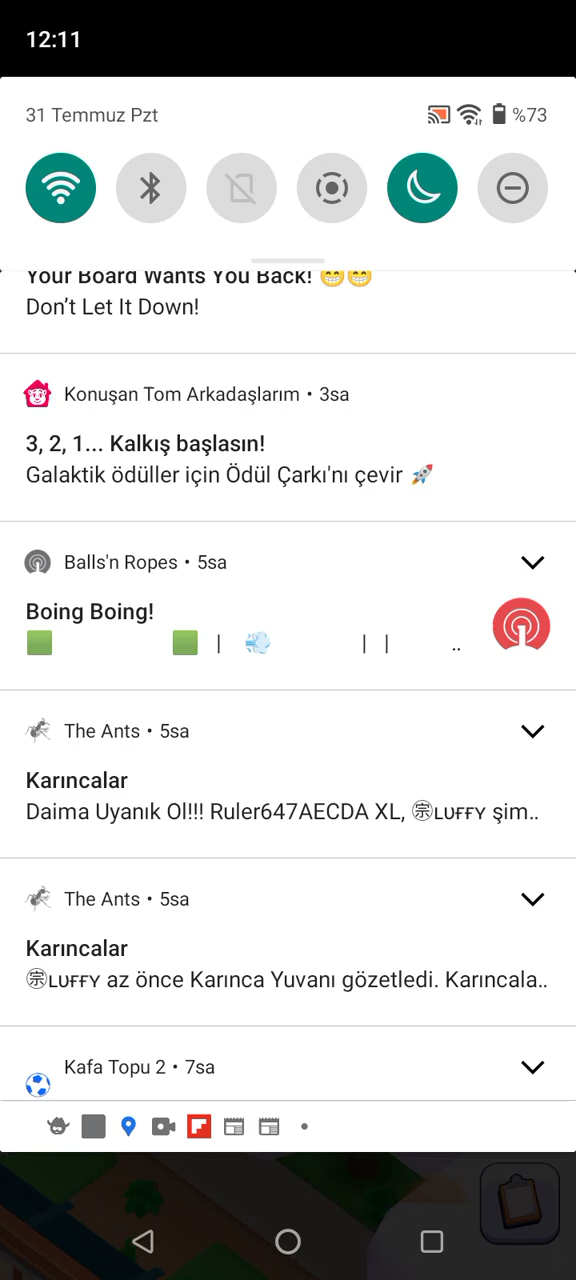 12:11
31 Temmuz Pzt
%73
Your Board Wants You Back! 😁😁
Don’t Let It Down!
Konuşan Tom Arkadaşlarım • 3sa
3, 2, 1... Kalkış başlasın!
Galaktik ödüller için Ödül Çarkı'nı çevir 🚀
Balls'n Ropes • 5sa
Boing Boing!
🟩 🟩 | 💨 | | ..
The Ants • 5sa
Karıncalar
Daima Uyanık Ol!!! Ruler647AECDA XL, ㊪ʟᴜғғʏ şim..
The Ants • 5sa
Karıncalar
㊪ʟᴜғғʏ az önce Karınca Yuvanı gözetledi. Karıncala..
Kafa Topu 2 • 7sa